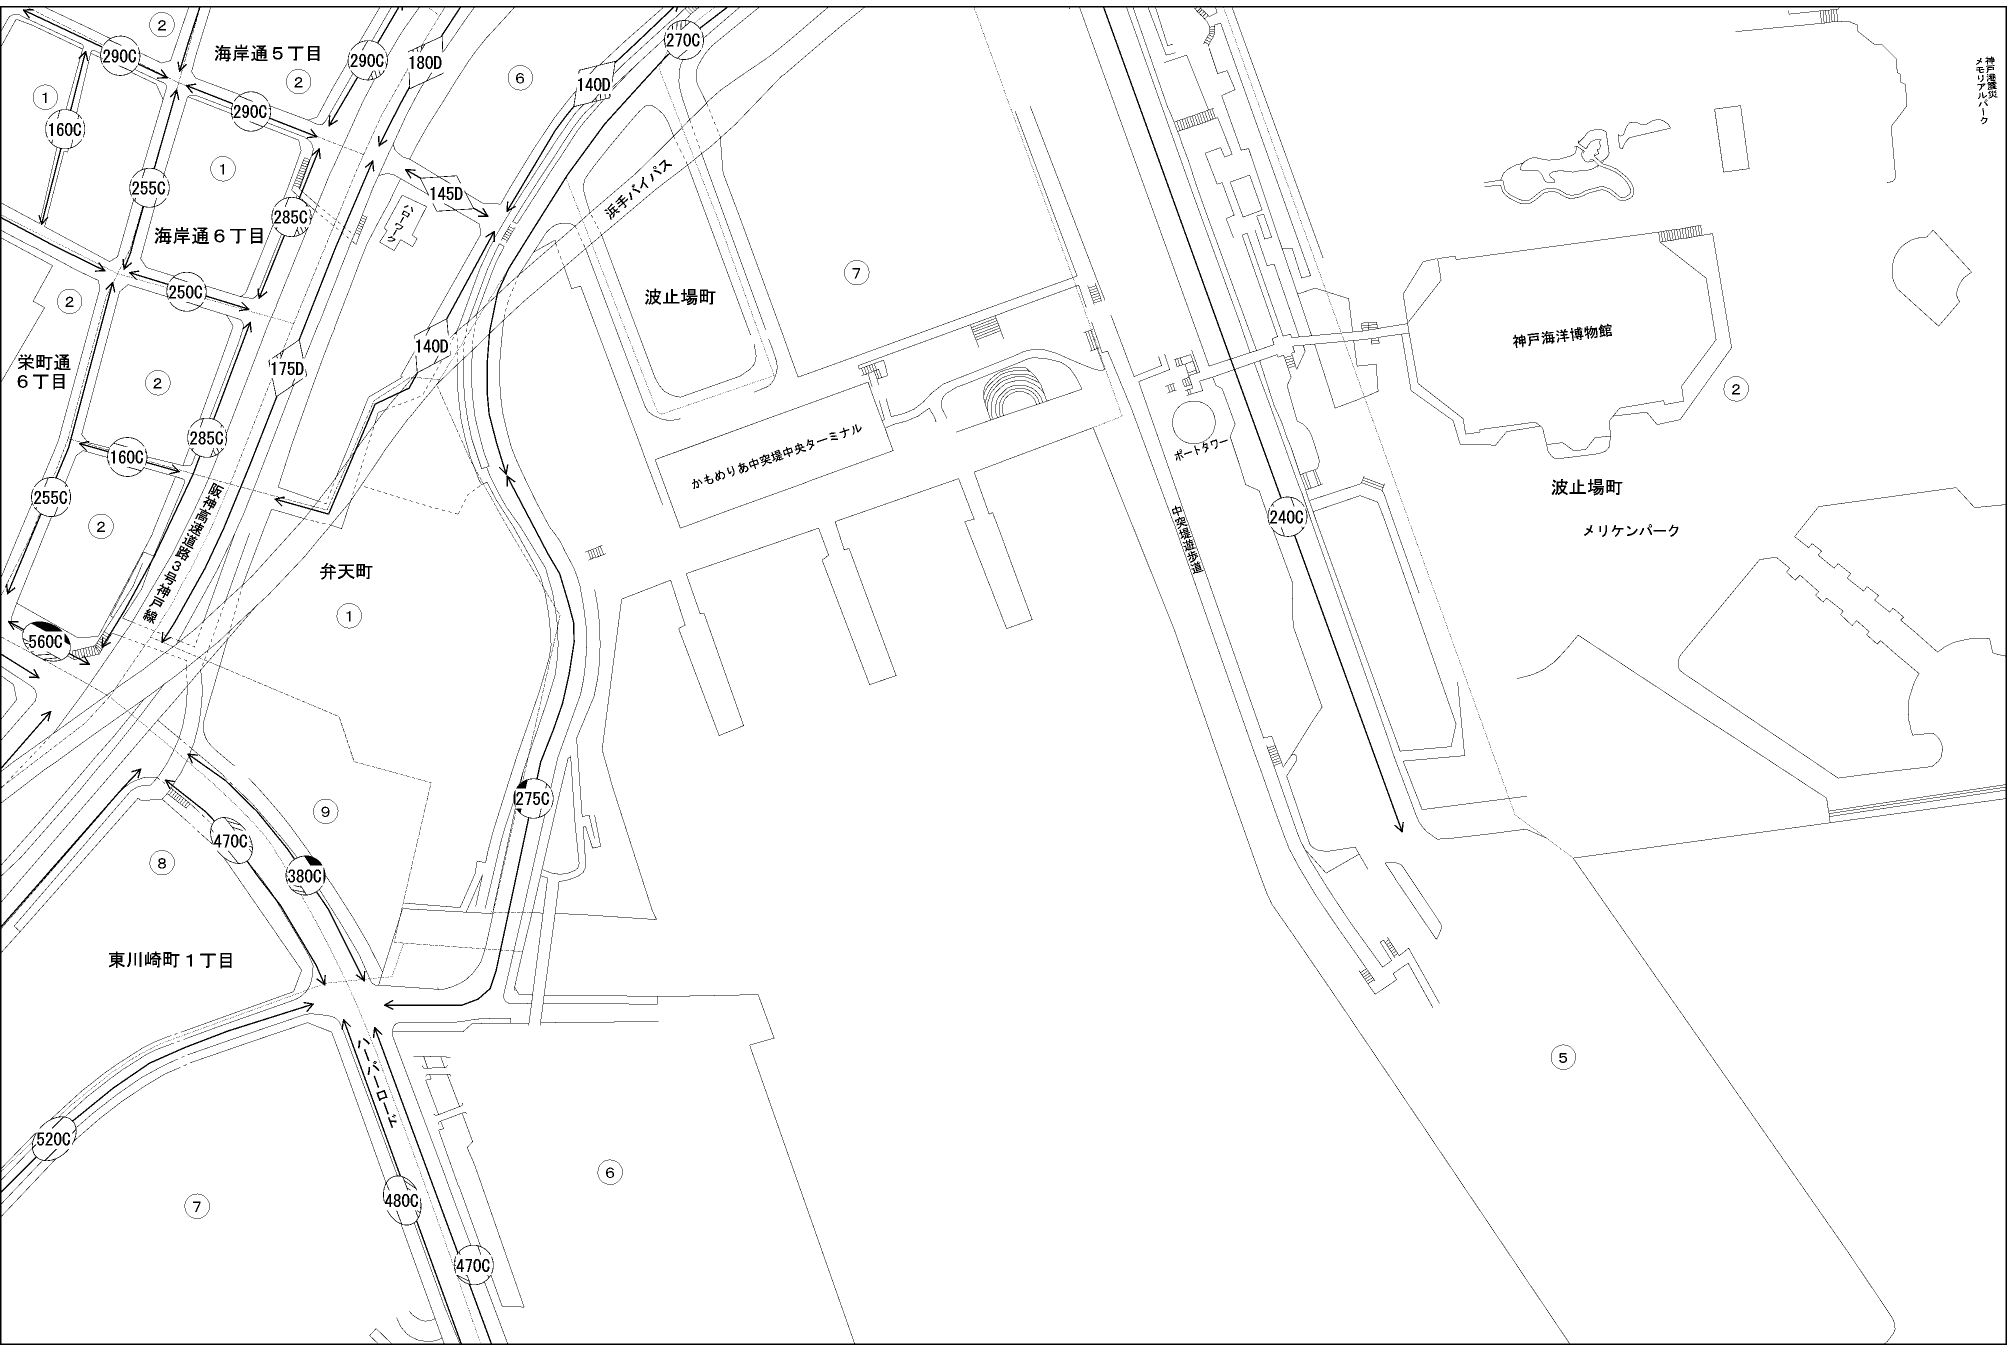 2
270C
290C
海岸通5丁目
290C
180D
6
140D
神戸港震災
メモリアルパーク
2
1
290C
160C
1
255C
145D
浜手バイパス
ハローワーク
285C
海岸通6丁目
7
250C
2
波止場町
栄町通
6丁目
2
175D
140D
神戸海洋博物館
2
285C
160C
かもめりあ中突堤中央ターミナル
ポートタワー
255C
2
阪神高速道路3号神戸線
波止場町
240C
中突堤遊歩道
メリケンパーク
弁天町
1
560C
275C
9
470C
8
380C
東川崎町1丁目
ハーバーロード
5
520C
6
7
480C
470C